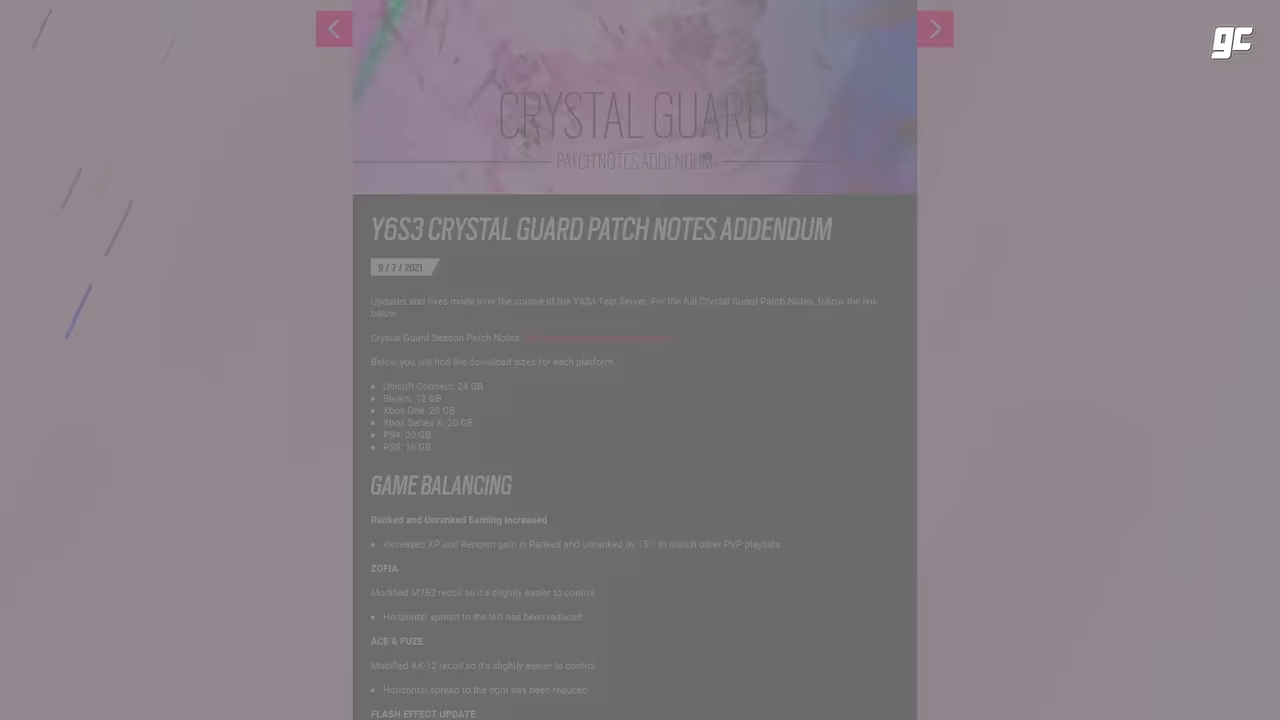 gc
CRYSTAL GUARD
PATCH NOTES ADDENDUM
Y6S3 CRYSTAL GUARD PATCH NOTES ADDENDUM
9 / 7 / 2021
Updates and fixes made over the course of the Y6S3 Test Server. For the full Crystal Guard Patch Notes, follow the link
below
Crystal Guard Season Patch Notes
Below you will find the download sizes for each platform.
• Ubisoft Connect: 24 GB
• Steam: 12 GB
• Xbox One: 20 GB
• Xbox Series X: 20 GB
• PS4: 20 GB
• PS5: 16 GB
GAME BALANCING
Ranked and Unranked Earning Increased
• Increased XP and Renown gain in Ranked and Unranked by 15% to match other PVP playlists
ZOFIA
Modified M762 recoil so it's slightly easier to control
• Horizontal spread to the left has been reduced.
ACE & FUZE
Modified AK-12 recoil so it's slightly easier to control
• Horizontal spread to the right has been reduced.
FLASH EFFECT UPDATE